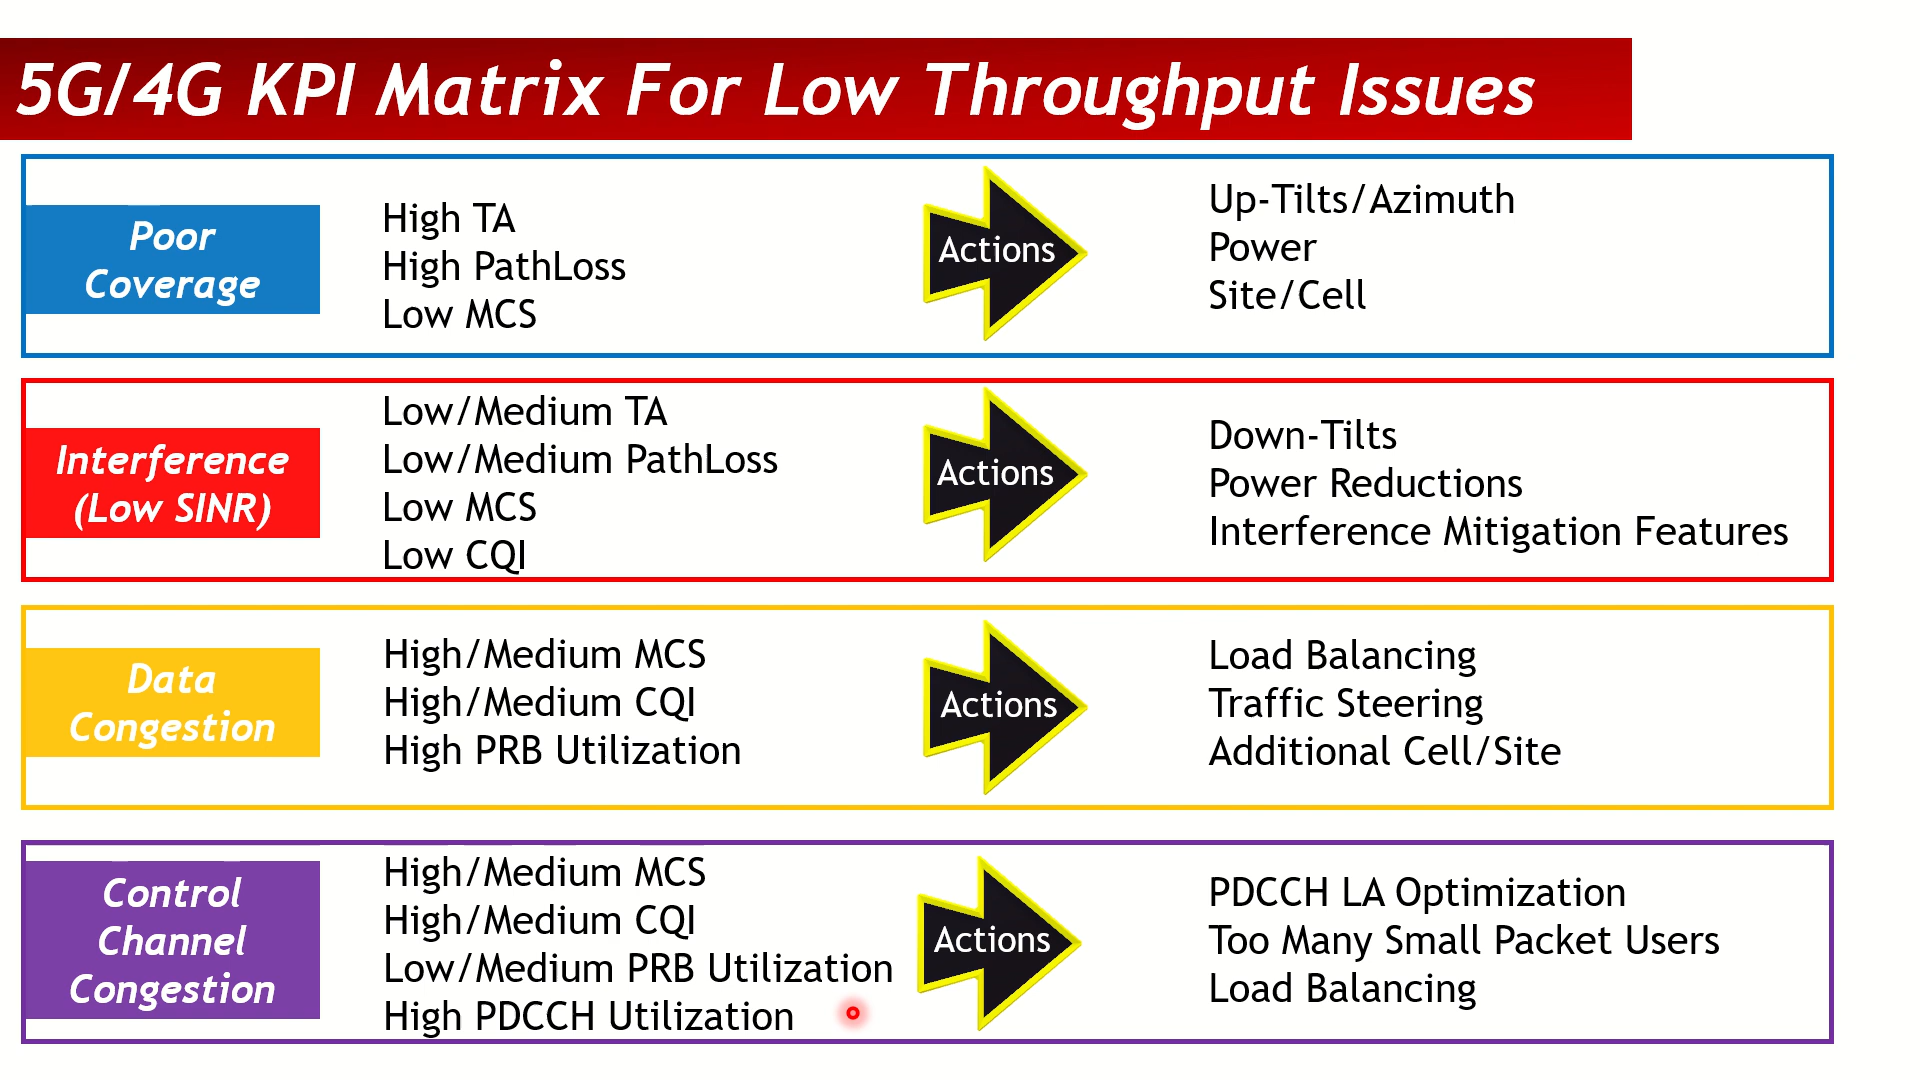 5G/4G KPI Matrix For Low Throughput Issues
Poor
Coverage
High TA
High PathLoss
Low MCS
Actions
Up-Tilts/Azimuth
Power
Site/Cell
Interference
(Low SINR)
Low/Medium TA
Low/Medium PathLoss
Low MCS
Low CQI
Actions
Down-Tilts
Power Reductions
Interference Mitigation Features
Data
Congestion
High/Medium MCS
High/Medium CQI
High PRB Utilization
Actions
Load Balancing
Traffic Steering
Additional Cell/Site
Control
Channel
Congestion
High/Medium MCS
High/Medium CQI
Low/Medium PRB Utilization
High PDCCH Utilization
Actions
PDCCH LA Optimization
Too Many Small Packet Users
Load Balancing